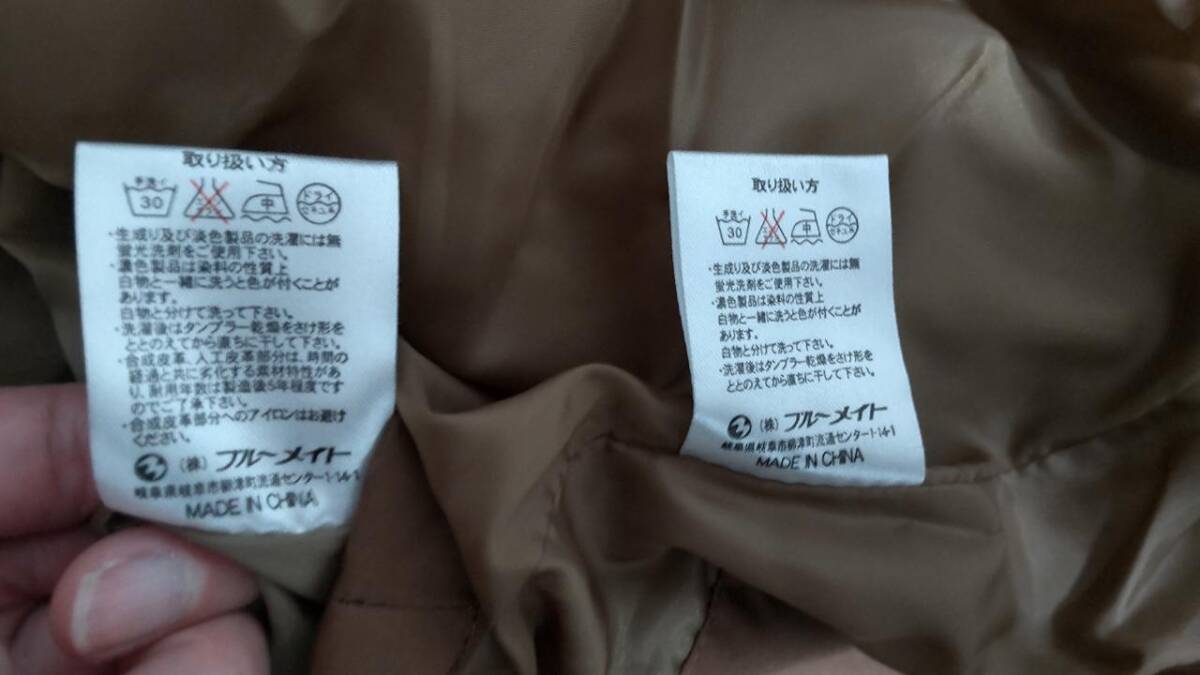 取り扱い方
手洗イ 30 エンソ 中 ドライ セキユ系
・生成り及び淡色製品の洗濯には無
蛍光洗剤をご使用下さい。
・濃色製品は染料の性質上
白物と一緒に洗うと色が付くことが
あります。
白物と分けて洗って下さい。
・洗濯後はタンブラー乾燥をさけ形を
ととのえてから直ちに干して下さい。
・合成皮革、人工皮革部分は、時間の
経過と共に劣化する素材特性があ
り、耐用年数は製造後5年程度です
のでご了承下さい。
・合成皮革部分へのアイロンはお避け
ください。
(株) ブルーメイト
岐阜県岐阜市柳津町流通センター1-14-1
MADE IN CHINA
取り扱い方
手洗イ 30 エンソ 中 ドライ セキユ系
・生成り及び淡色製品の洗濯には無
蛍光洗剤をご使用下さい。
・濃色製品は染料の性質上
白物と一緒に洗うと色が付くことが
あります。
白物と分けて洗って下さい。
・洗濯後はタンブラー乾燥をさけ形を
ととのえてから直ちに干して下さい。
(株) ブルーメイト
岐阜県岐阜市柳津町流通センター1-14-1
MADE IN CHINA